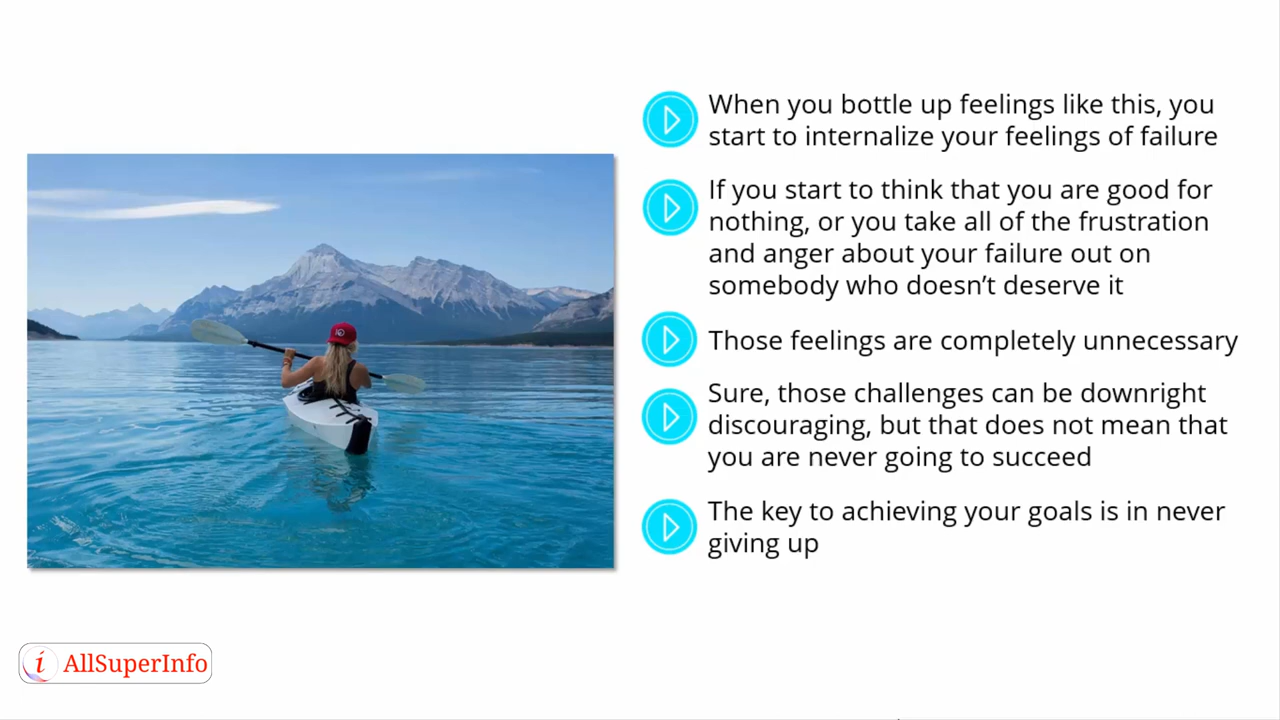 When you bottle up feelings like this, you
start to internalize your feelings of failure
If you start to think that you are good for
nothing, or you take all of the frustration
and anger about your failure out on
somebody who doesn’t deserve it
Those feelings are completely unnecessary
Sure, those challenges can be downright
discouraging, but that does not mean that
you are never going to succeed
The key to achieving your goals is in never
giving up
i AllSuperInfo